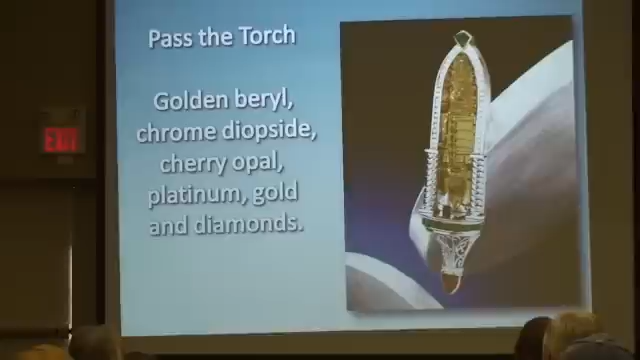 Pass the Torch
Golden beryl,
chrome diopside,
cherry opal,
platinum, gold
and diamonds.
EXIT